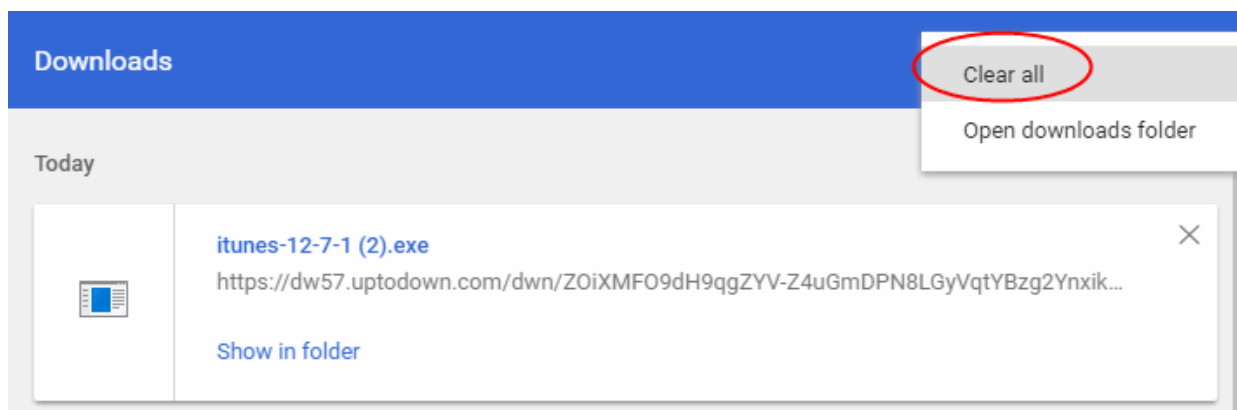 Downloads
Clear all
Open downloads folder
Today
itunes-12-7-1 (2).exe
https://dw57.uptodown.com/dwn/ZOiXMFO9dH9qgZYV-Z4uGmDPN8LGyVqtYBzg2Ynxik...
Show in folder